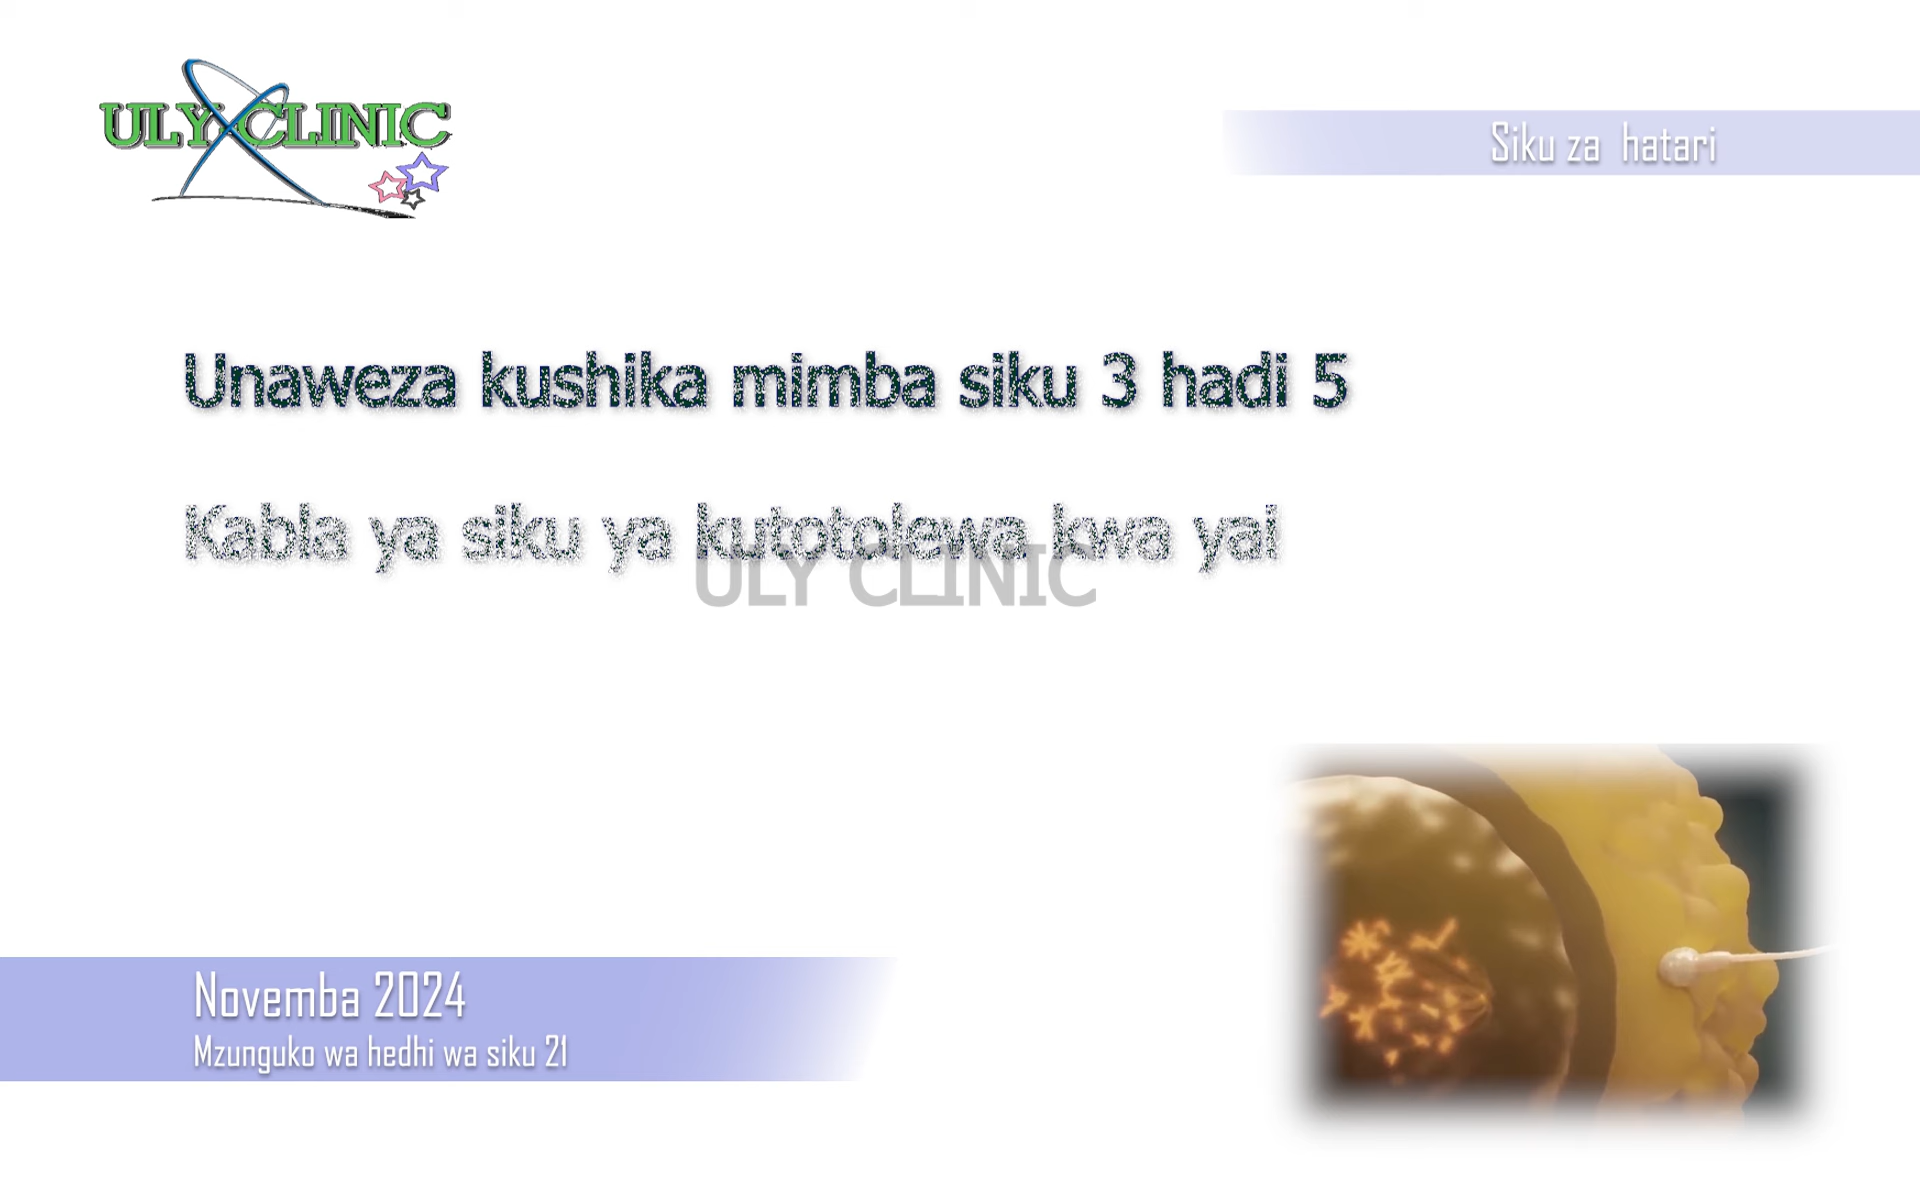 ULY CLINIC
Siku za hatari
Unaweza kushika mimba siku 3 hadi 5
Kabla ya siku ya kutotolewa kwa yai
ULY CLINIC
Novemba 2024
Mzunguko wa hedhi wa siku 21